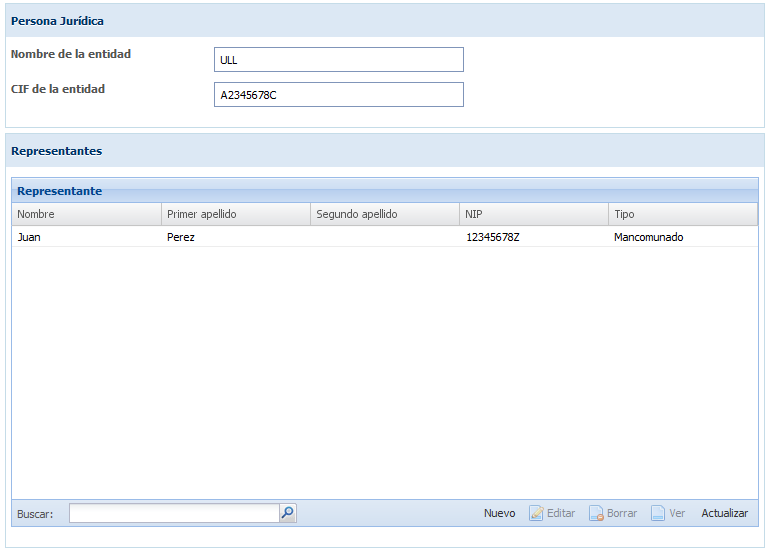 Persona Jurídica
Nombre de la entidad ULL
CIF de la entidad A2345678C
Representantes
Representante
Nombre Primer apellido Segundo apellido NIP Tipo
Juan Perez 12345678Z Mancomunado
Buscar: Nuevo Editar Borrar Ver Actualizar